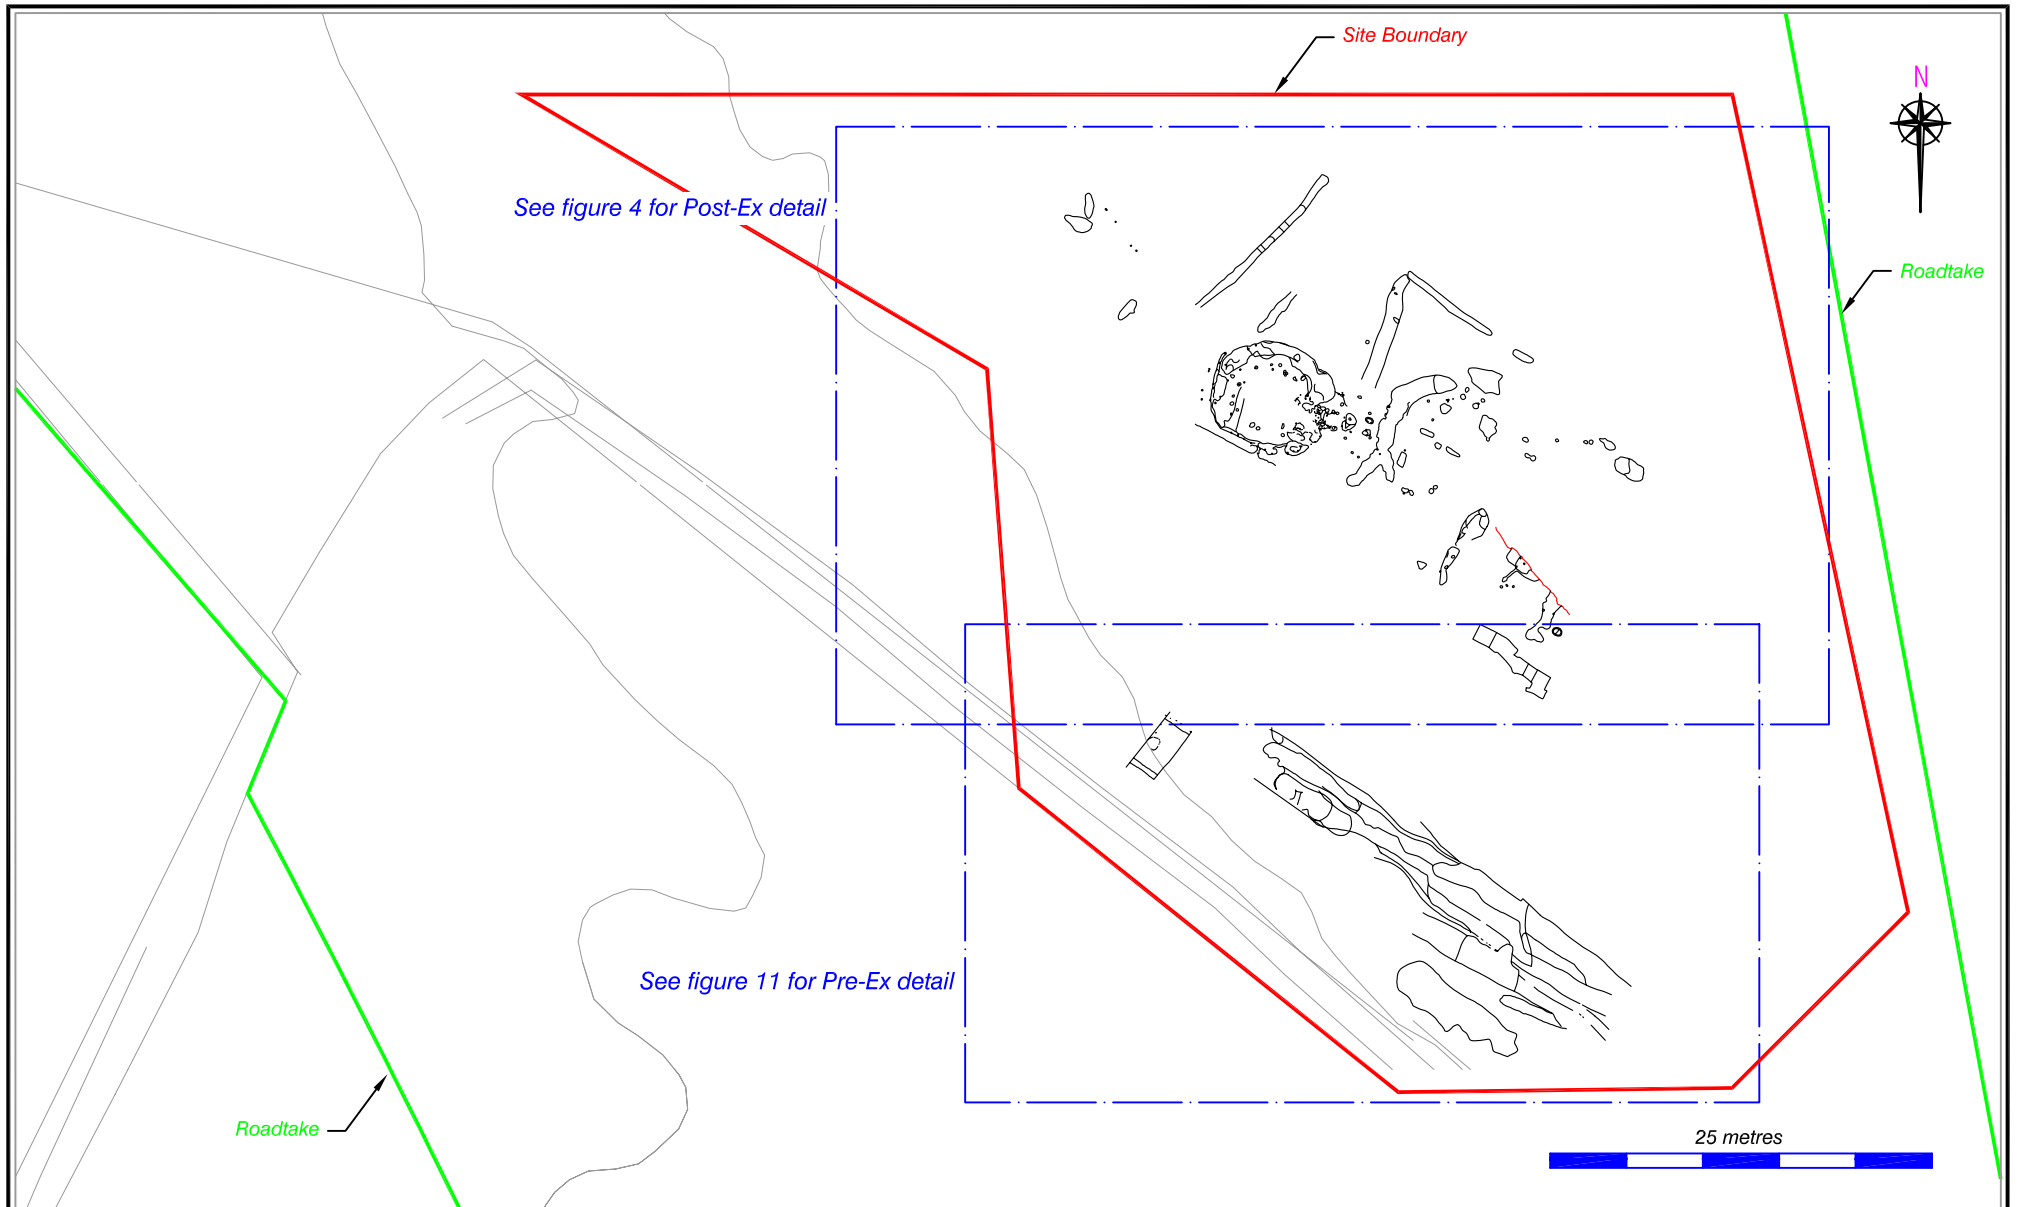 Site Boundary
N
See figure 4 for Post-Ex detail
Roadtake
See figure 11 for Pre-Ex detail
Roadtake
25 metres